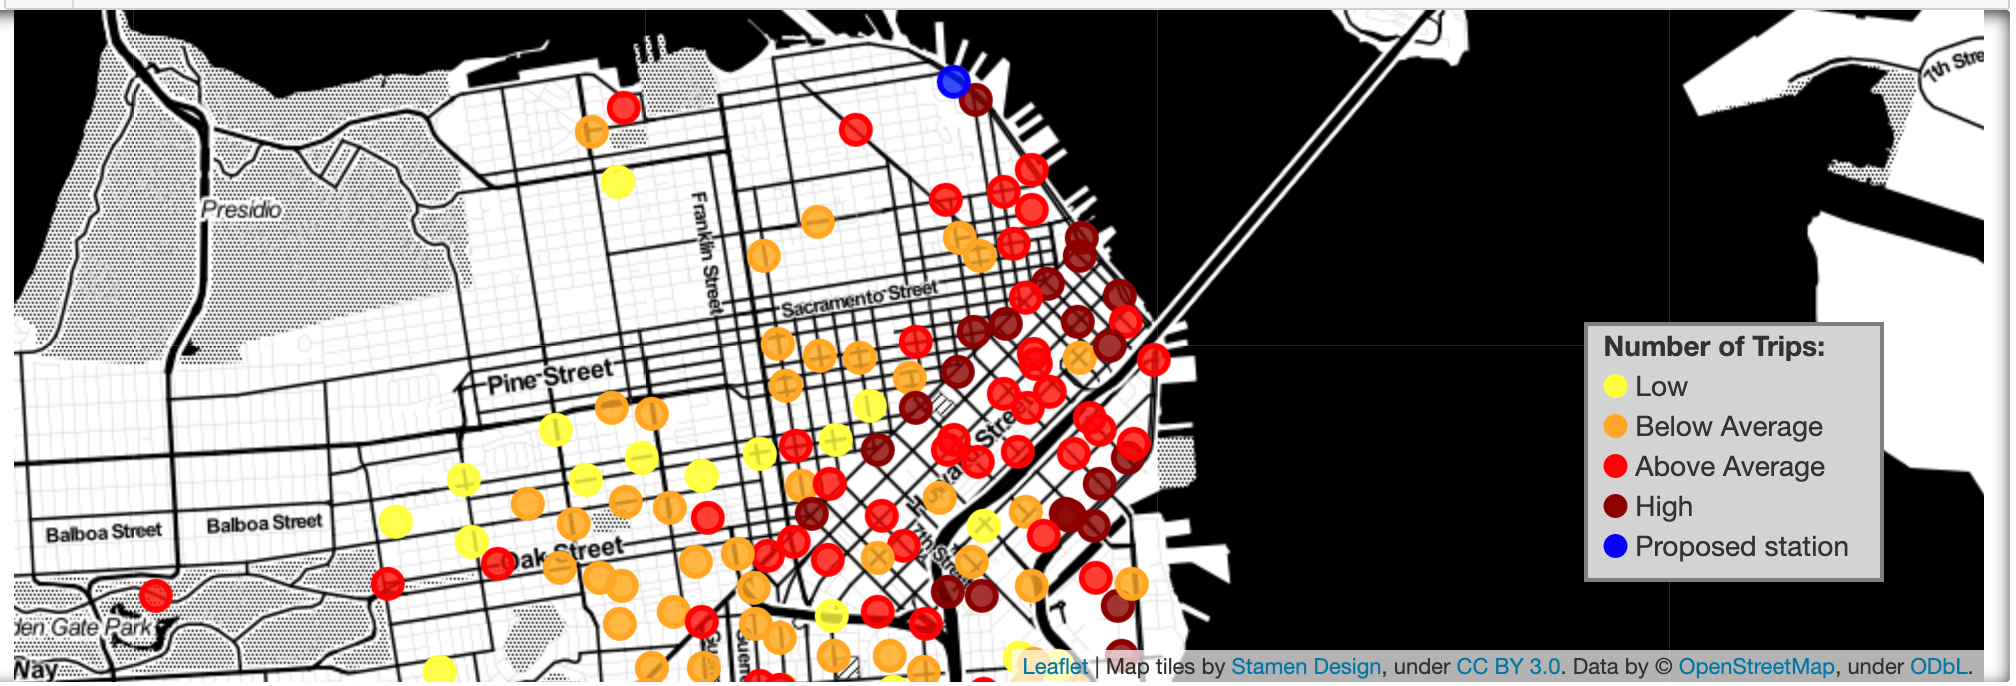 7th Stre
Presidio
Franklin Street
Sacramento Street
Pine Street
Number of Trips:
Low
Below Average
Above Average
High
Proposed station
Balboa Street
Balboa Street
Oak Street
7th Street
den Gate Park
Way
Leaflet | Map tiles by Stamen Design, under CC BY 3.0. Data by © OpenStreetMap, under ODbL.